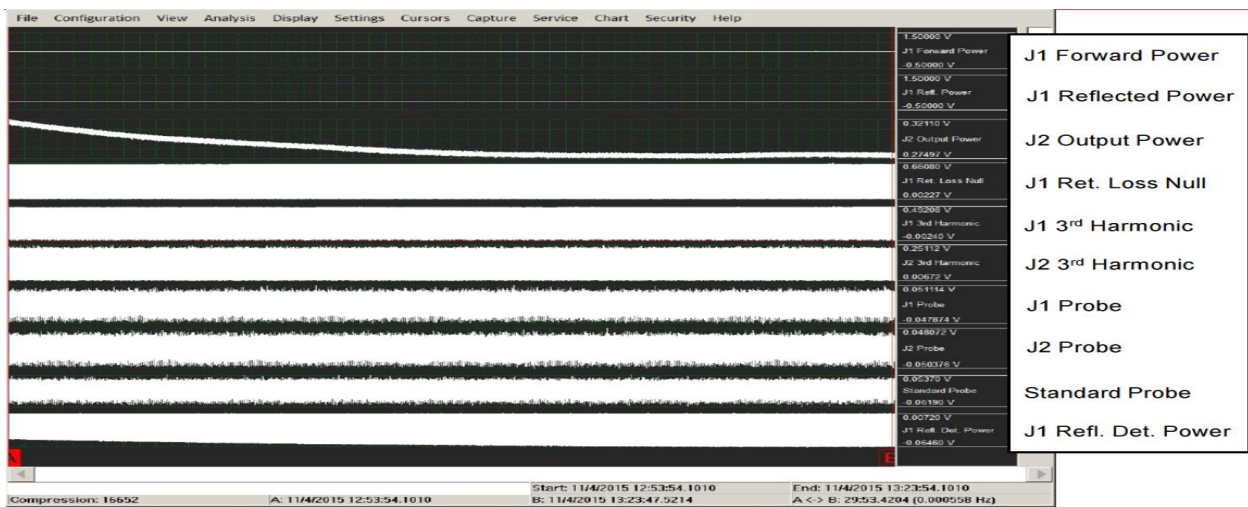 File Configuration View Analysis Display Settings Cursors Capture Service Chart Security Help
1.50000 V
J1 Forward Power
-0.50000 V
1.50000 V
J1 Refl. Power
-0.50000 V
0.32110 V
J2 Output Power
0.27497 V
0.66080 V
J1 Ret. Loss Null
0.00227 V
0.49208 V
J1 3rd Harmonic
-0.00240 V
0.25112 V
J2 3rd Harmonic
0.00672 V
0.051114 V
J1 Probe
-0.047874 V
0.048072 V
J2 Probe
-0.050376 V
0.05370 V
Standard Probe
-0.06190 V
0.00720 V
J1 Refl. Det. Power
-0.06460 V
J1 Forward Power
J1 Reflected Power
J2 Output Power
J1 Ret. Loss Null
J1 3rd Harmonic
J2 3rd Harmonic
J1 Probe
J2 Probe
Standard Probe
J1 Refl. Det. Power
A
Start: 11/4/2015 12:53:54.1010 End: 11/4/2015 13:23:54.1010
Compression: 16652 A: 11/4/2015 12:53:54.1010 B: 11/4/2015 13:23:47.5214 A <-> B: 29:53.4204 (0.000558 Hz)